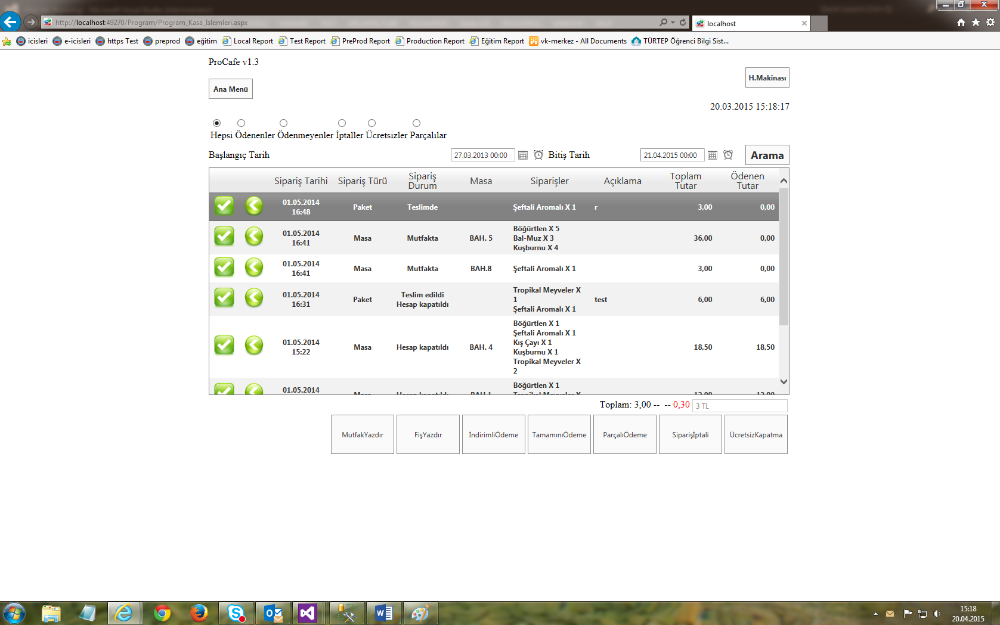 http://localhost:49270/Program/Program_Kasa_Islemleri.aspx
localhost
icisleri e-icisleri https Test preprod eğitim Local Report Test Report PreProd Report Production Report Eğitim Report vk-merkez - All Documents TÜRTEP Öğrenci Bilgi Sist...
ProCafe v1.3
H.Makinası
Ana Menü
20.03.2015 15:18:17
Hepsi Ödenenler Ödenmeyenler İptaller Ücretsizler Parçalılar
Başlangıç Tarih 27.03.2013 00:00 Bitiş Tarih 21.04.2015 00:00 Arama
Sipariş Tarihi Sipariş Türü Sipariş Durum Masa Siparişler Açıklama Toplam Tutar Ödenen Tutar
01.05.2014 16:48 Paket Teslimde Şeftali Aromalı X 1 r 3,00 0,00
01.05.2014 16:41 Masa Mutfakta BAH. 5 Böğürtlen X 5
Bal-Muz X 3
Kuşburnu X 4 36,00 0,00
01.05.2014 16:41 Masa Mutfakta BAH.8 Şeftali Aromalı X 1 3,00 0,00
01.05.2014 16:31 Paket Teslim edildi Hesap kapatıldı Tropikal Meyveler X 1
Şeftali Aromalı X 1 test 6,00 6,00
01.05.2014 15:22 Masa Hesap kapatıldı BAH. 4 Böğürtlen X 1
Şeftali Aromalı X 1
Kış Çayı X 1
Kuşburnu X 1
Tropikal Meyveler X 2 18,50 18,50
01.05.2014 Böğürtlen X 1
Toplam: 3,00 -- -- 0,30 3 TL
MutfakYazdır FişYazdır İndirimliÖdeme TamamınıÖdeme ParçalıÖdeme Siparişİptali ÜcretsizKapatma
15:18
20.04.2015